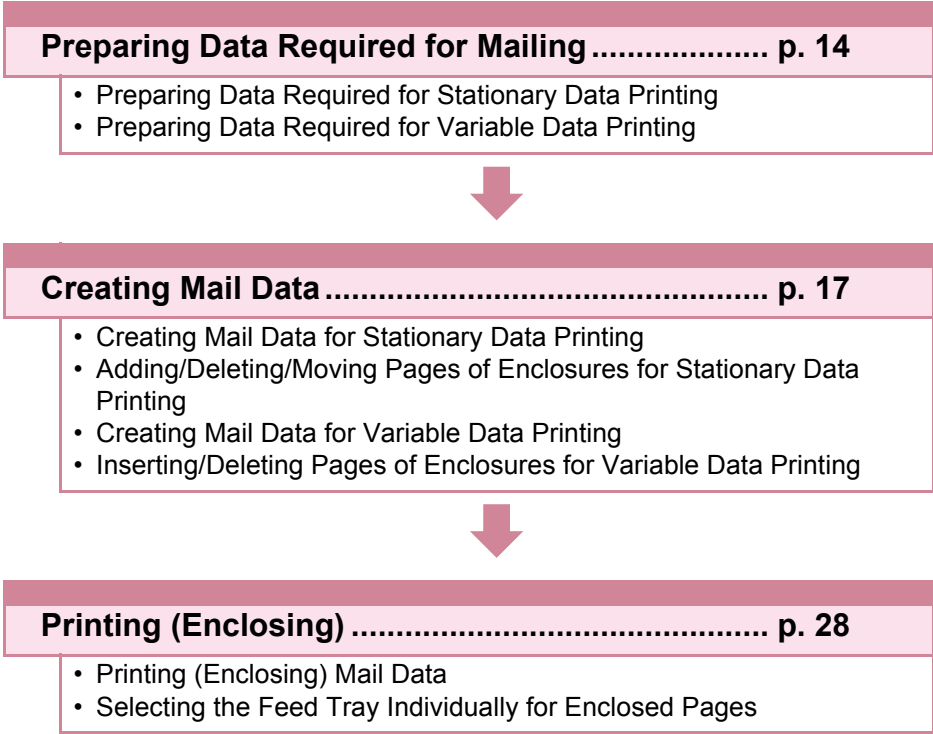 Preparing Data Required for Mailing .................... p. 14
• Preparing Data Required for Stationary Data Printing
• Preparing Data Required for Variable Data Printing
Creating Mail Data .................................................. p. 17
• Creating Mail Data for Stationary Data Printing
• Adding/Deleting/Moving Pages of Enclosures for Stationary Data
Printing
• Creating Mail Data for Variable Data Printing
• Inserting/Deleting Pages of Enclosures for Variable Data Printing
Printing (Enclosing) ............................................... p. 28
• Printing (Enclosing) Mail Data
• Selecting the Feed Tray Individually for Enclosed Pages